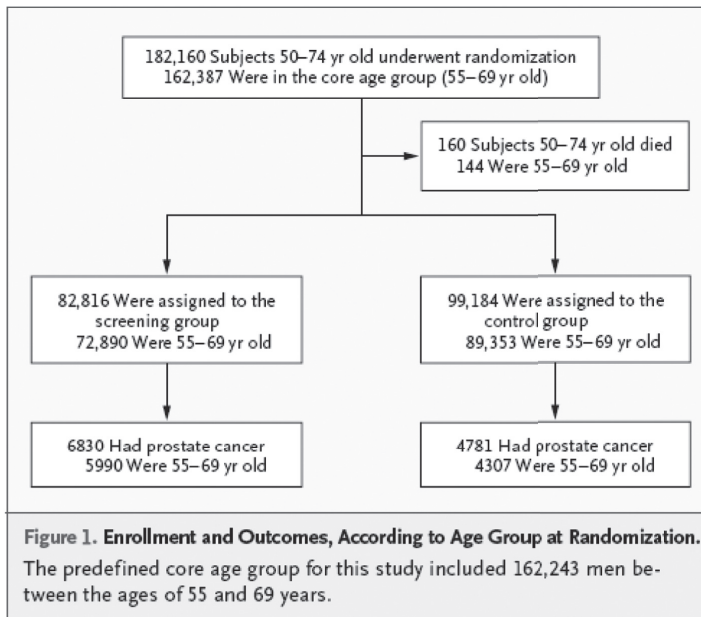 182,160 Subjects 50–74 yr old underwent randomization
162,387 Were in the core age group (55–69 yr old)
160 Subjects 50–74 yr old died
144 Were 55–69 yr old
82,816 Were assigned to the
screening group
72,890 Were 55–69 yr old
99,184 Were assigned to the
control group
89,353 Were 55–69 yr old
6830 Had prostate cancer
5990 Were 55–69 yr old
4781 Had prostate cancer
4307 Were 55–69 yr old
Figure 1. Enrollment and Outcomes, According to Age Group at Randomization.
The predefined core age group for this study included 162,243 men be-
tween the ages of 55 and 69 years.